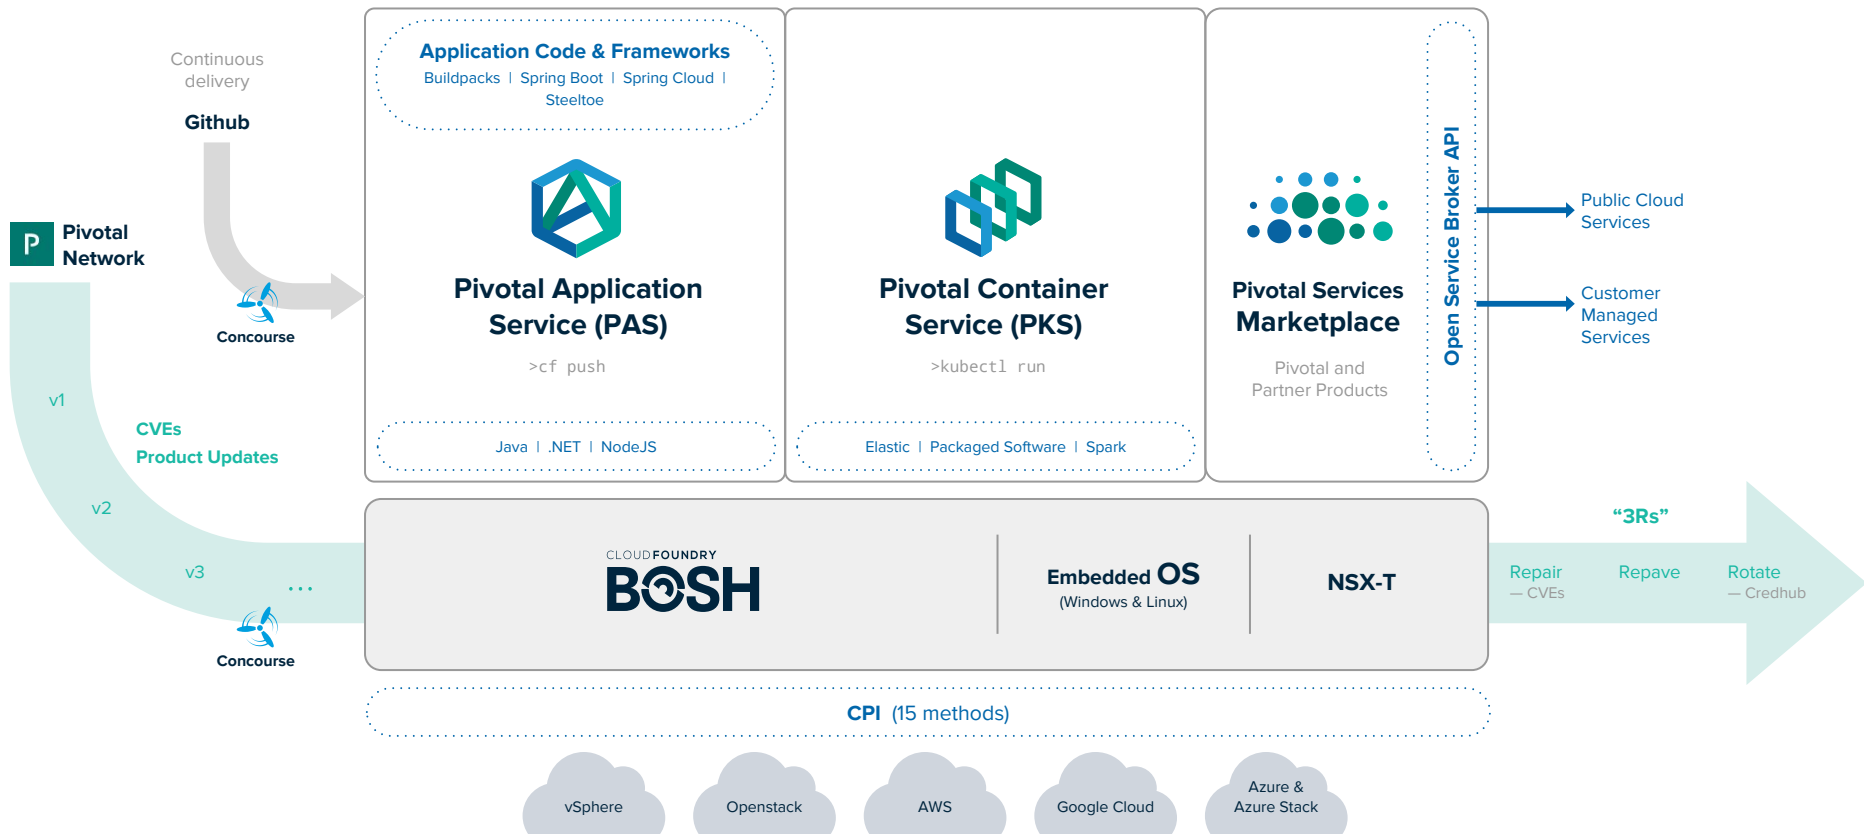 Continuous
delivery
Github
Pivotal
Network
Concourse
v1
CVEs
Product Updates
v2
v3
...
Concourse
Application Code & Frameworks
Buildpacks | Spring Boot | Spring Cloud |
Steeltoe
Pivotal Application
Service (PAS)
>cf push
Java | .NET | NodeJS
Pivotal Container
Service (PKS)
>kubectl run
Elastic | Packaged Software | Spark
Pivotal Services
Marketplace
Pivotal and
Partner Products
Open Service Broker API
Public Cloud
Services
Customer
Managed
Services
CLOUDFOUNDRY
BOSH
Embedded OS
(Windows & Linux)
NSX-T
“3Rs”
Repair
— CVEs
Repave
Rotate
— Credhub
CPI (15 methods)
vSphere
Openstack
AWS
Google Cloud
Azure &
Azure Stack